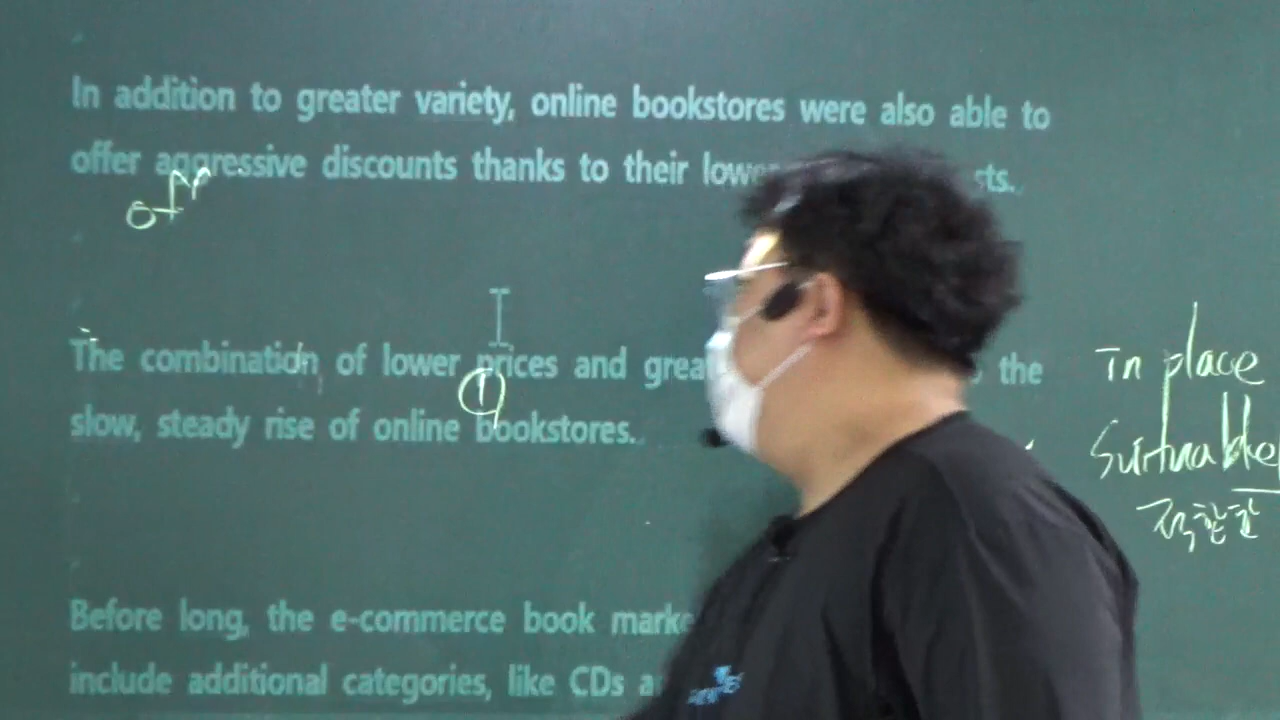 In addition to greater variety, online bookstores were also able to
offer aggressive discounts thanks to their lower
sts.
The combination of lower prices and grea
the
slow, steady rise of online bookstores.
Before long, the e-commerce book marke
include additional categories, like CDs a
In place
적합한
①